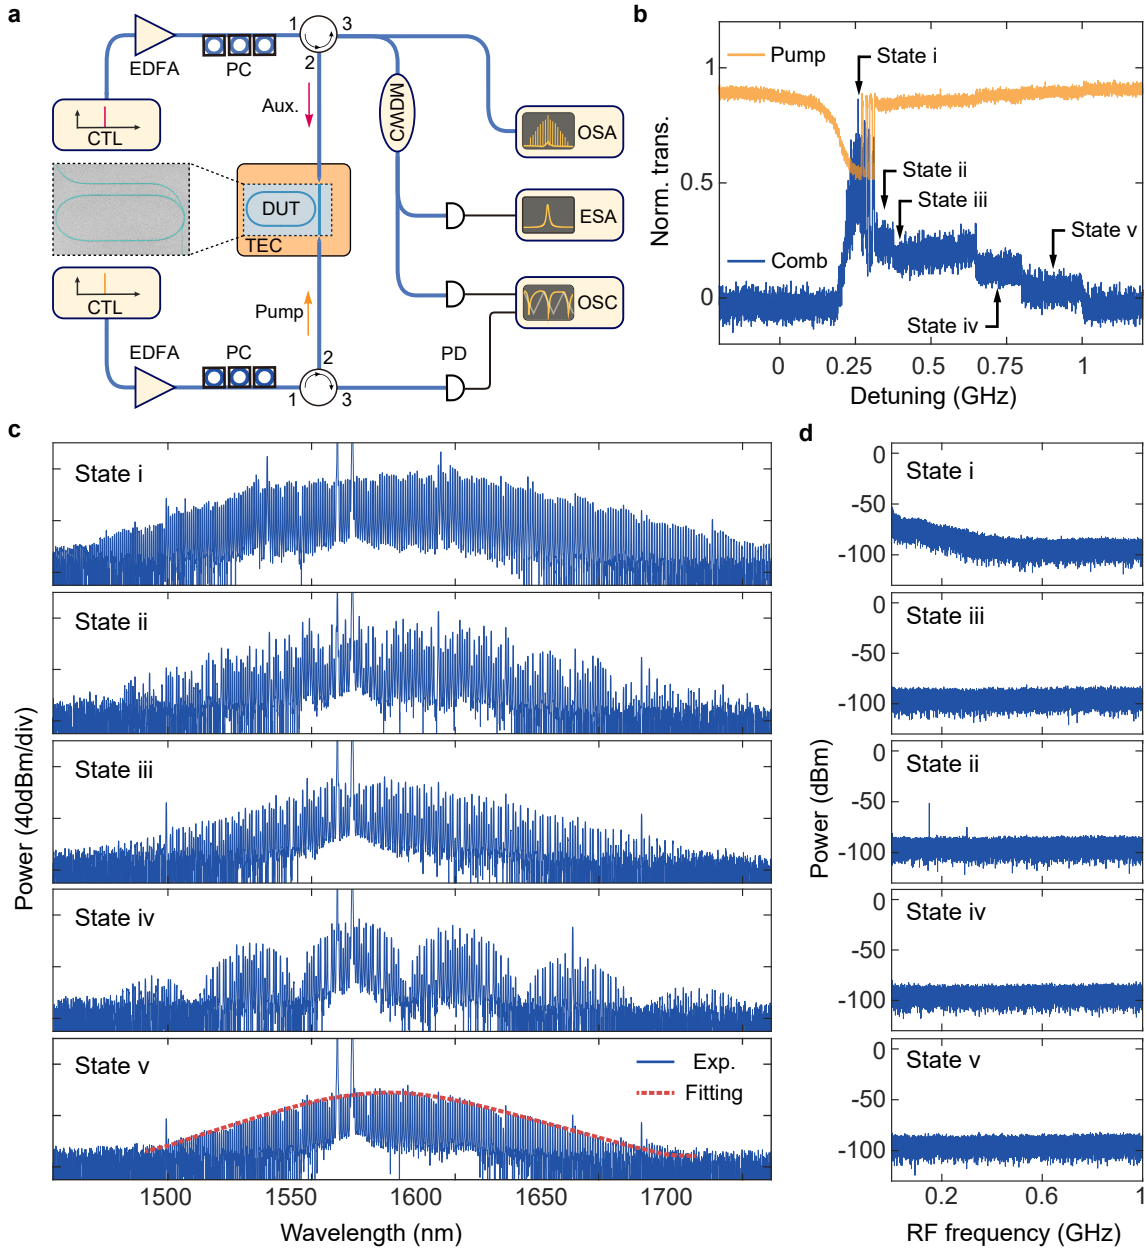 a
EDFA
PC
1
3
2
Aux.
CTL
CWDM
OSA
DUT
TEC
ESA
CTL
Pump
OSC
EDFA
PC
2
PD
1
3
b
1
Pump
State i
Norm. trans.
0.5
State ii
State iii
State v
Comb
0
State iv
0
0.25
0.5
0.75
1
Detuning (GHz)
c
State i
State ii
State iii
State iv
State v
Exp.
Fitting
Power (40dBm/div)
1500
1550
1600
1650
1700
Wavelength (nm)
d
0
State i
-50
-100
0
State iii
-50
-100
0
State ii
-50
-100
0
State iv
-50
-100
0
State v
-50
-100
Power (dBm)
0.2
0.6
1
RF frequency (GHz)